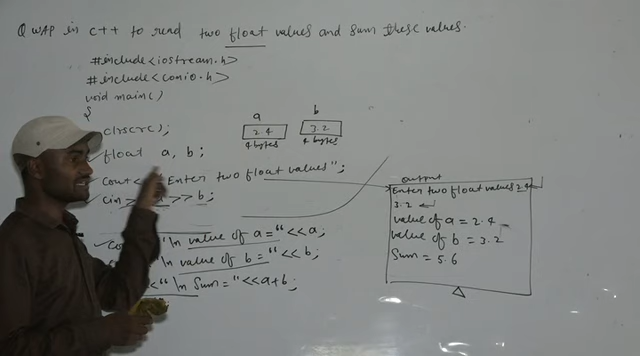 Q WAP in c++ to read two float values and sum these values.
#include<iostream.h>
#include<conio.h>
void main()
{
clrscr();
float a, b;
a b
2.4 3.2
4 bytes 4 bytes
cout< "Enter two float values";
cin > >> b;
co "\n value of a = "<<a;
"\n value of b = "<<b;
<"\n Sum = "<<a+b;
output
Enter two float values 2.4
3.2
value of a = 2.4
value of b = 3.2
Sum = 5.6